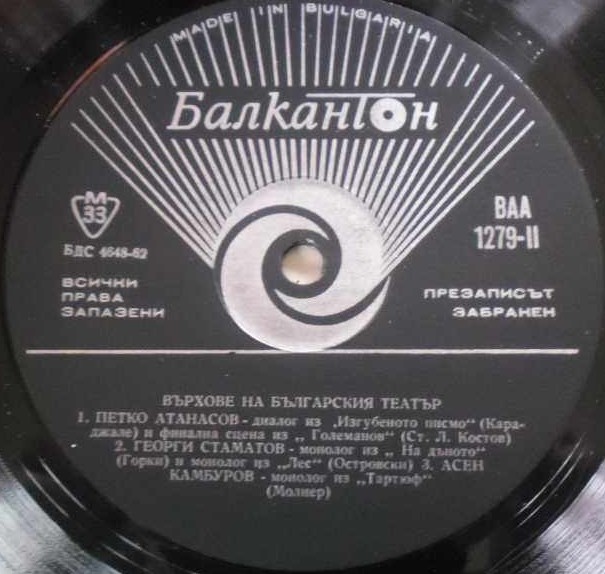 MADE IN BULGARIA
Балкантон
М
33
БДС 4648-62
ВАА
1279-II
ВСИЧКИ
ПРАВА
ЗАПАЗЕНИ
ПРЕЗАПИСЪТ
ЗАБРАНЕН
ВЪРХОВЕ НА БЪЛГАРСКИЯ ТЕАТЪР
1. ПЕТКО АТАНАСОВ - диалог из „Изгубеното писмо“ (Кара-
джале) и финална сцена из „ Големанов“ (Ст. Л. Костов)
2. ГЕОРГИ СТАМАТОВ - монолог из „ На дъното“
(Горки) и монолог из „Лес“ (Островски) 3. АСЕН
КАМБУРОВ - монолог из „Тартюф“
(Молиер)